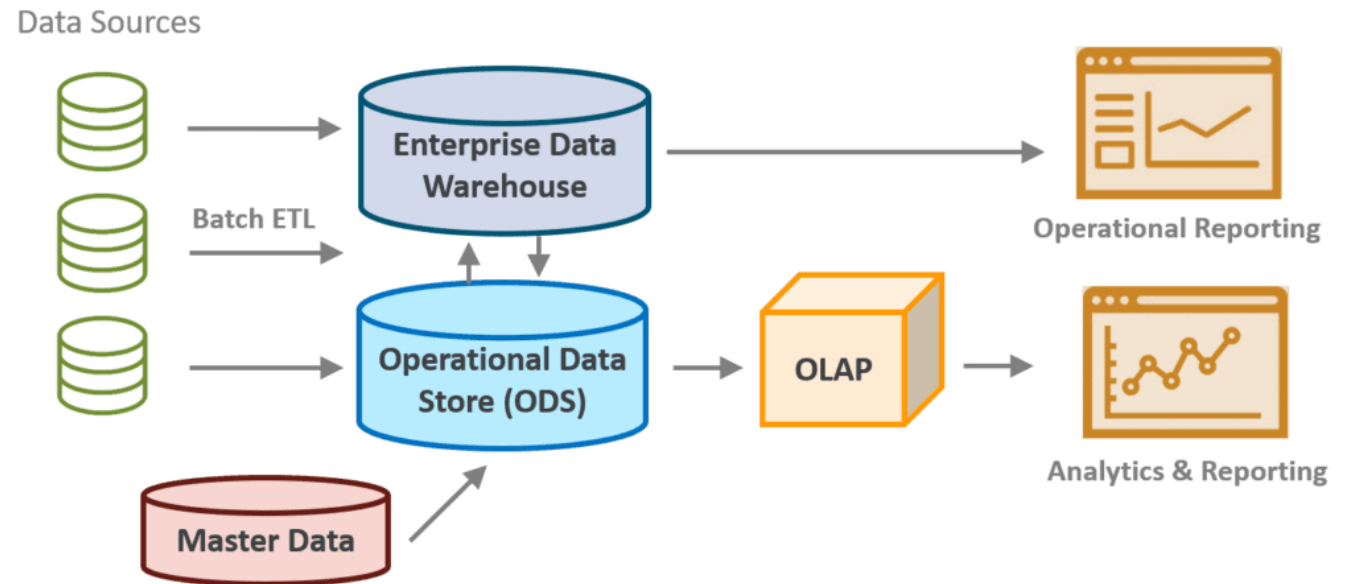 Data Sources
Enterprise Data
Warehouse
Batch ETL
Operational Reporting
Operational Data
Store (ODS)
OLAP
Analytics & Reporting
Master Data